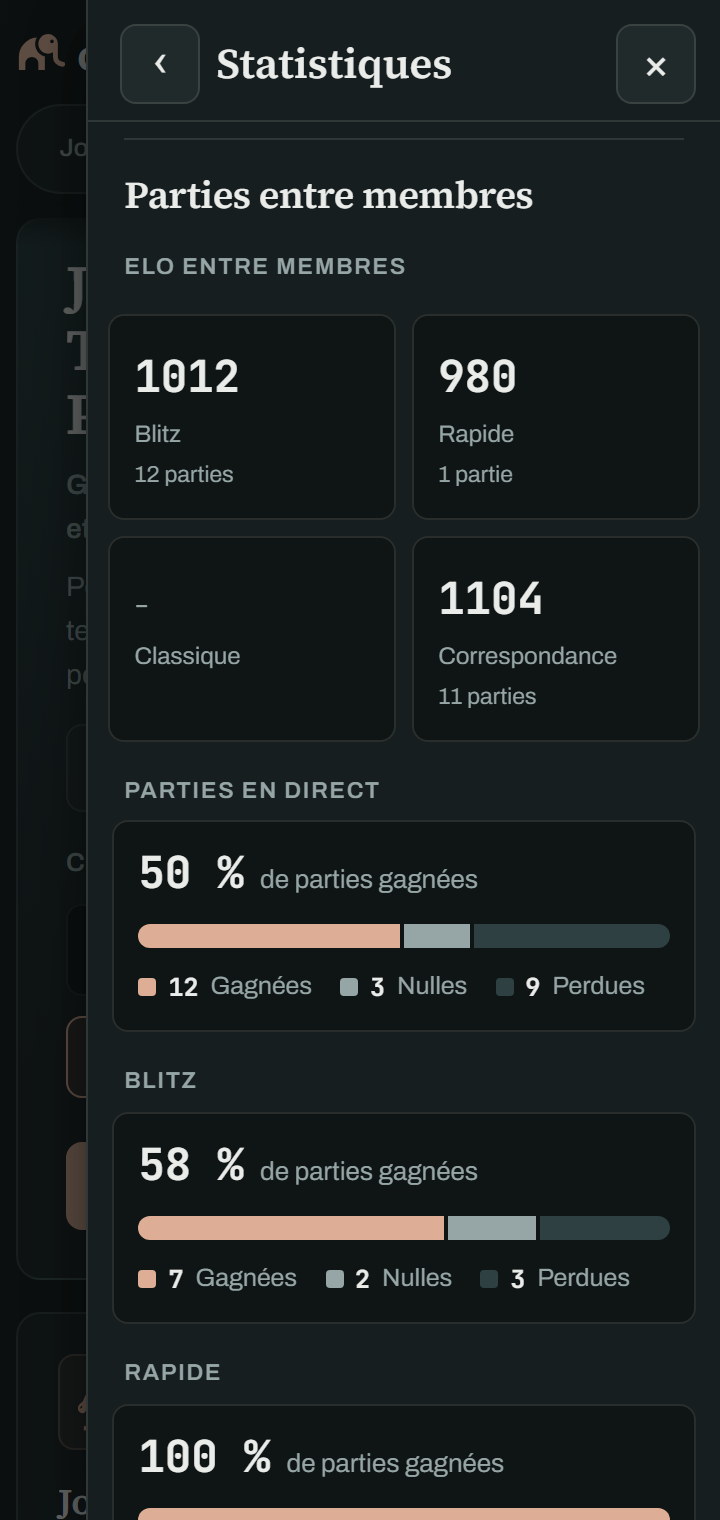 ‹ Statistiques ×
Parties entre membres
ELO ENTRE MEMBRES
1012
Blitz
12 parties
980
Rapide
1 partie
–
Classique
1104
Correspondance
11 parties
PARTIES EN DIRECT
50 % de parties gagnées
12 Gagnées 3 Nulles 9 Perdues
BLITZ
58 % de parties gagnées
7 Gagnées 2 Nulles 3 Perdues
RAPIDE
100 % de parties gagnées